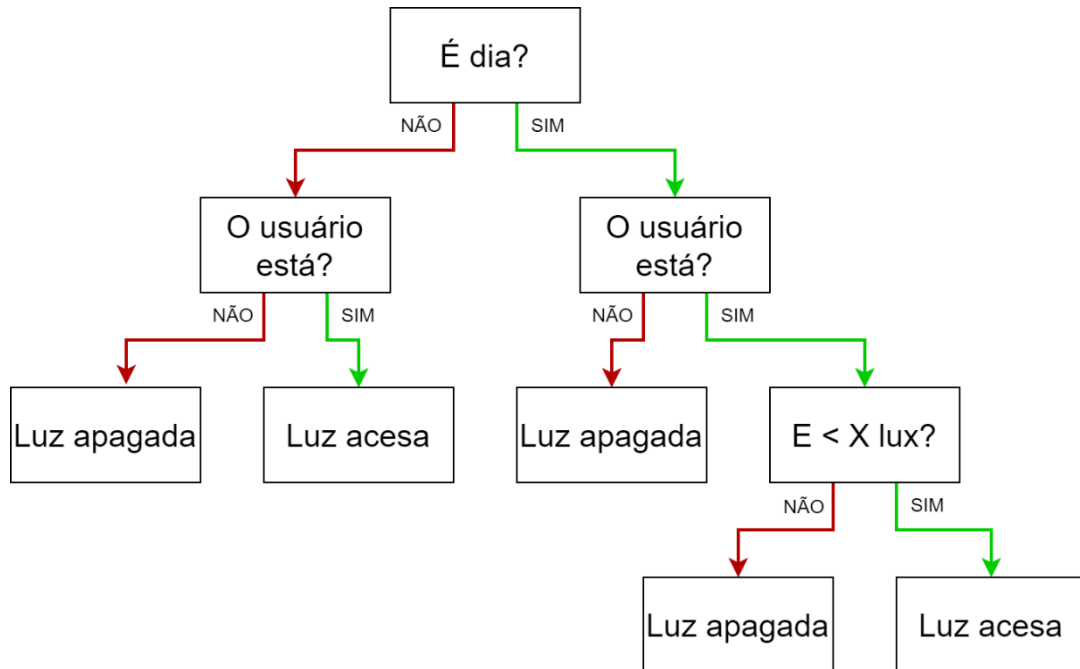 É dia?
NÃO
SIM
O usuário
está?
O usuário
está?
NÃO
SIM
NÃO
SIM
Luz apagada
Luz acesa
Luz apagada
E < X lux?
NÃO
SIM
Luz apagada
Luz acesa